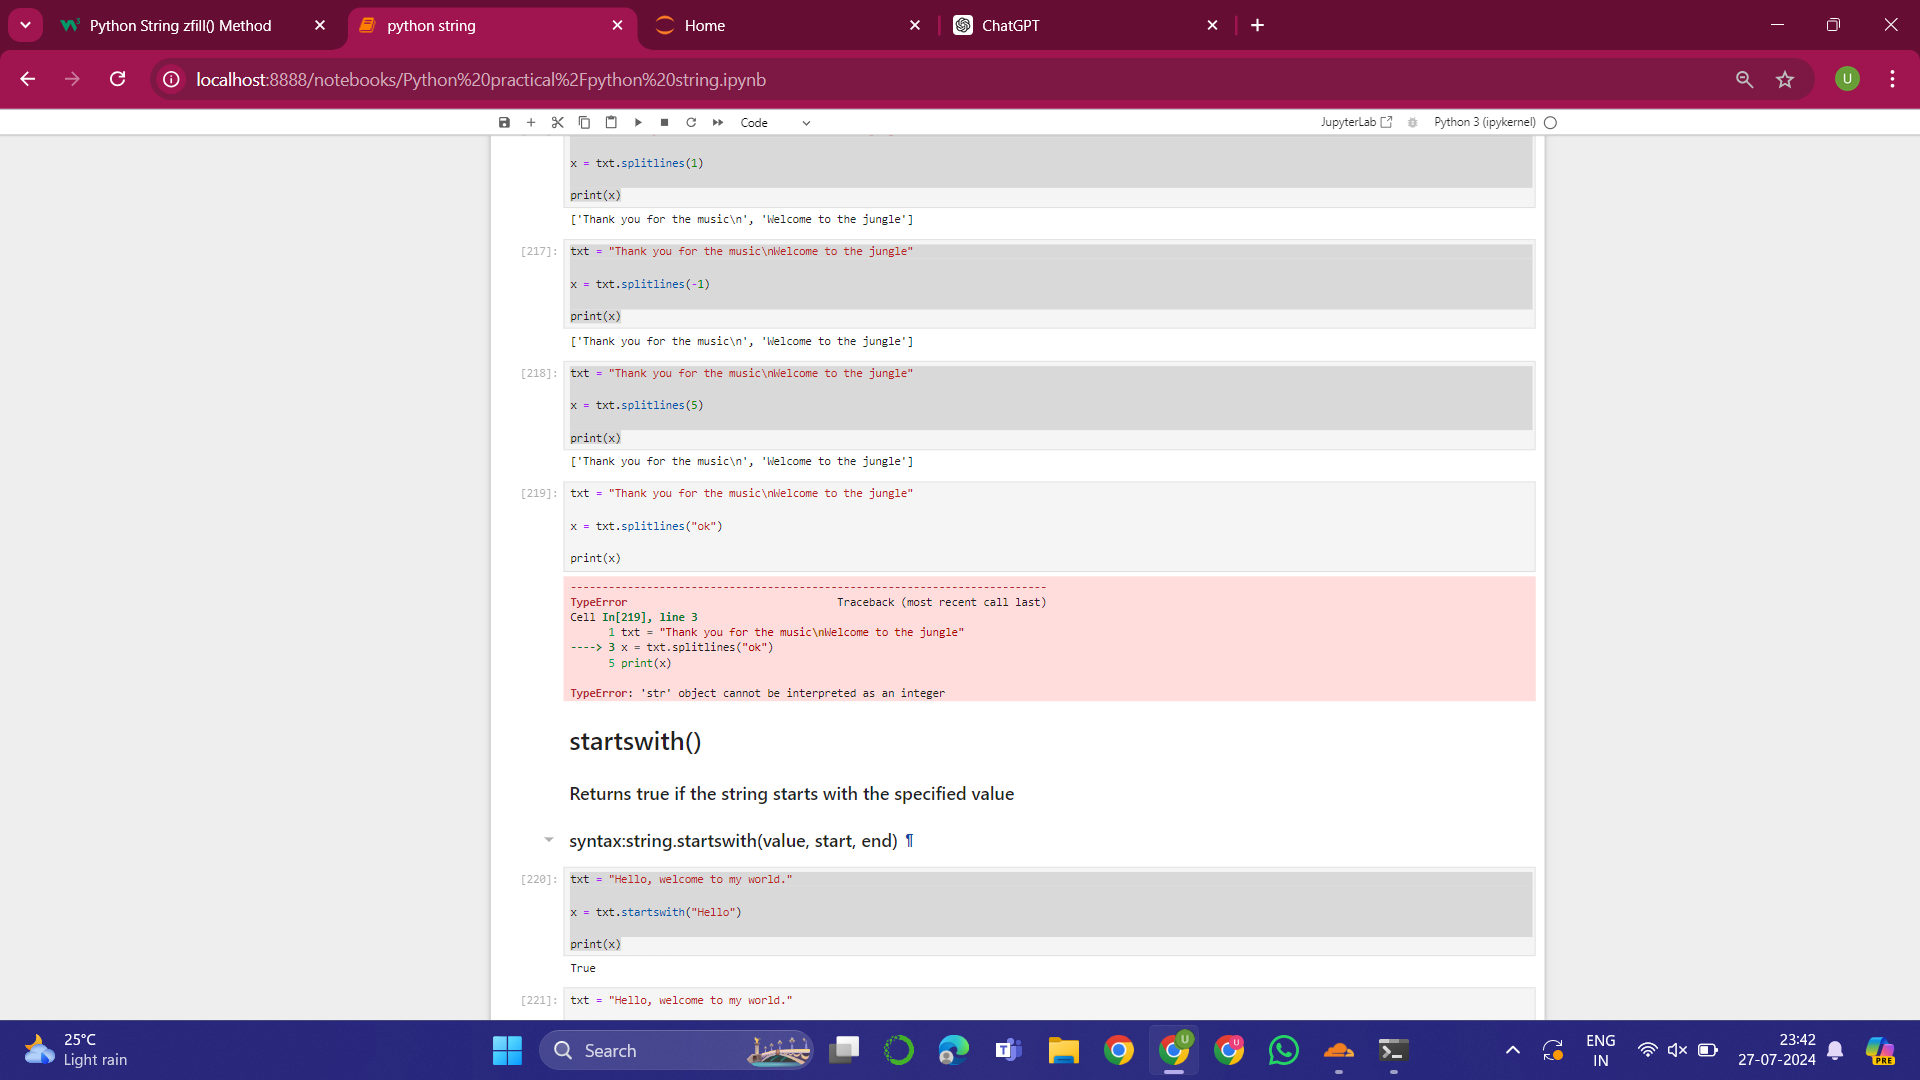 Python String zfill() Method
python string
Home
ChatGPT
localhost:8888/notebooks/Python%20practical%2Fpython%20string.ipynb
U
Code
JupyterLab
Python 3 (ipykernel)
x = txt.splitlines(1)
print(x)
['Thank you for the music\n', 'Welcome to the jungle']
[217]:
txt = "Thank you for the music\nWelcome to the jungle"
x = txt.splitlines(-1)
print(x)
['Thank you for the music\n', 'Welcome to the jungle']
[218]:
txt = "Thank you for the music\nWelcome to the jungle"
x = txt.splitlines(5)
print(x)
['Thank you for the music\n', 'Welcome to the jungle']
[219]:
txt = "Thank you for the music\nWelcome to the jungle"
x = txt.splitlines("ok")
print(x)
---------------------------------------------------------------------------
TypeError Traceback (most recent call last)
Cell In[219], line 3
1 txt = "Thank you for the music\nWelcome to the jungle"
----> 3 x = txt.splitlines("ok")
5 print(x)
TypeError: 'str' object cannot be interpreted as an integer
startswith()
Returns true if the string starts with the specified value
syntax:string.startswith(value, start, end) ¶
[220]:
txt = "Hello, welcome to my world."
x = txt.startswith("Hello")
print(x)
True
[221]:
txt = "Hello, welcome to my world."
25°C
Light rain
Search
ENG
IN
23:42
27-07-2024
PRE